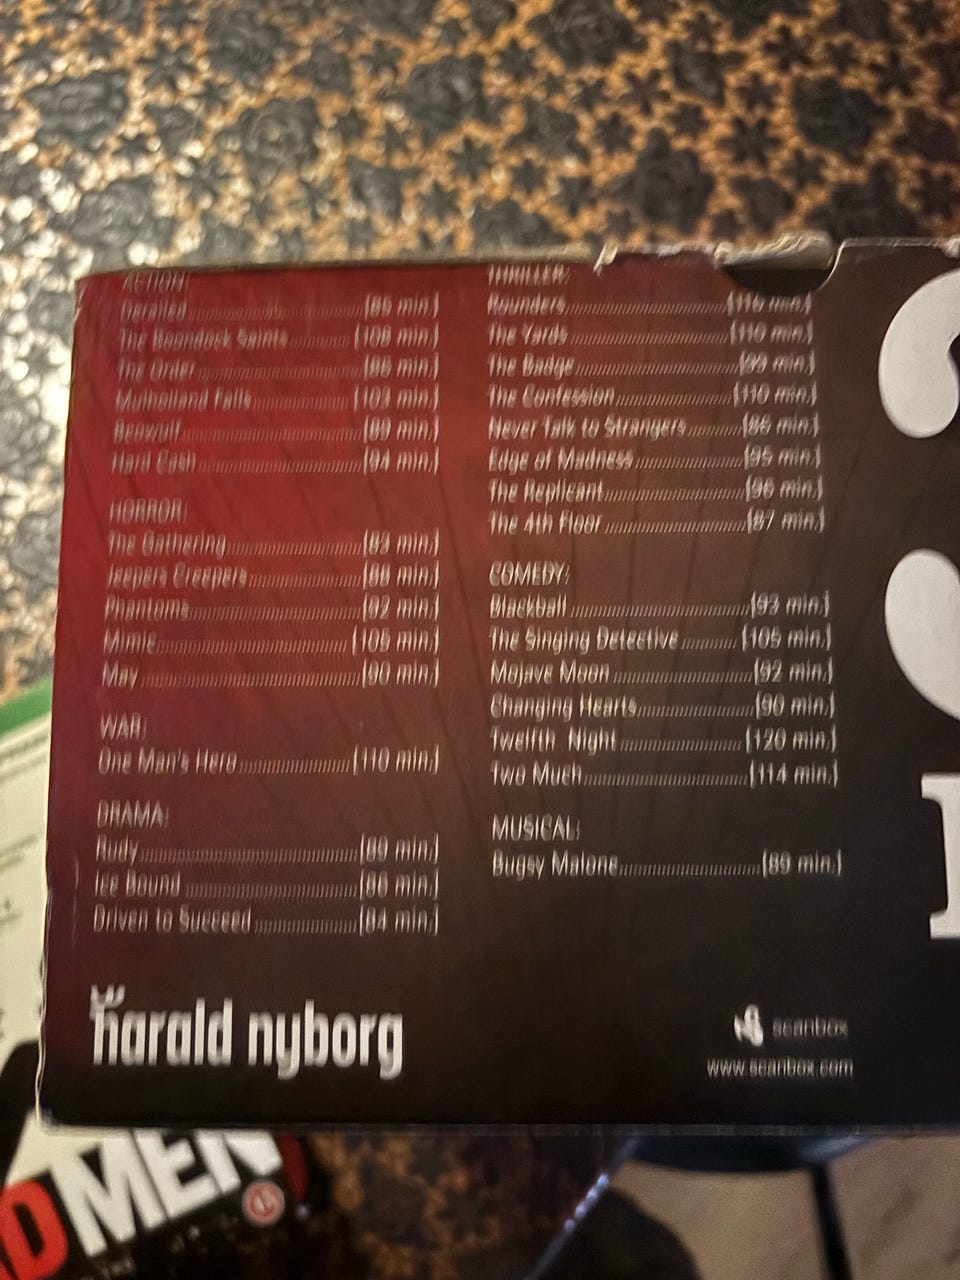 ACTION:
Derailed [86 min.]
The Boondock Saints [108 min.]
The Order [86 min.]
Mulholland Falls [103 min.]
Beowulf [89 min.]
Hard Cash [94 min.]
HORROR:
The Gathering [83 min.]
Jeepers Creepers [88 min.]
Phantoms [92 min.]
Mimic [105 min.]
May [90 min.]
WAR:
One Man's Hero [110 min.]
DRAMA:
Rudy [89 min.]
Ice Bound [86 min.]
Driven to Succeed [84 min.]
THRILLER:
Rounders [116 min.]
The Yards [110 min.]
The Badge [99 min.]
The Confession [110 min.]
Never Talk to Strangers [86 min.]
Edge of Madness [95 min.]
The Replicant [96 min.]
The 4th Floor [87 min.]
COMEDY:
Blackball [93 min.]
The Singing Detective [105 min.]
Mojave Moon [92 min.]
Changing Hearts [90 min.]
Twelfth Night [120 min.]
Two Much [114 min.]
MUSICAL:
Bugsy Malone [89 min.]
harald nyborg
scanbox
www.scanbox.com
MEN